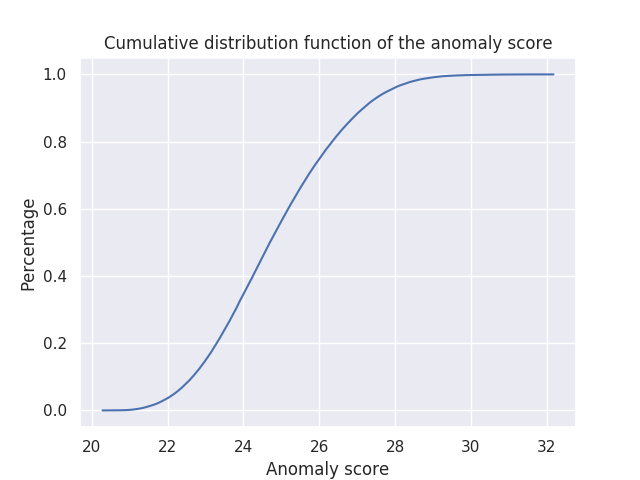 Cumulative distribution function of the anomaly score
1.0
0.8
0.6
0.4
0.2
0.0
Percentage
20 22 24 26 28 30 32
Anomaly score